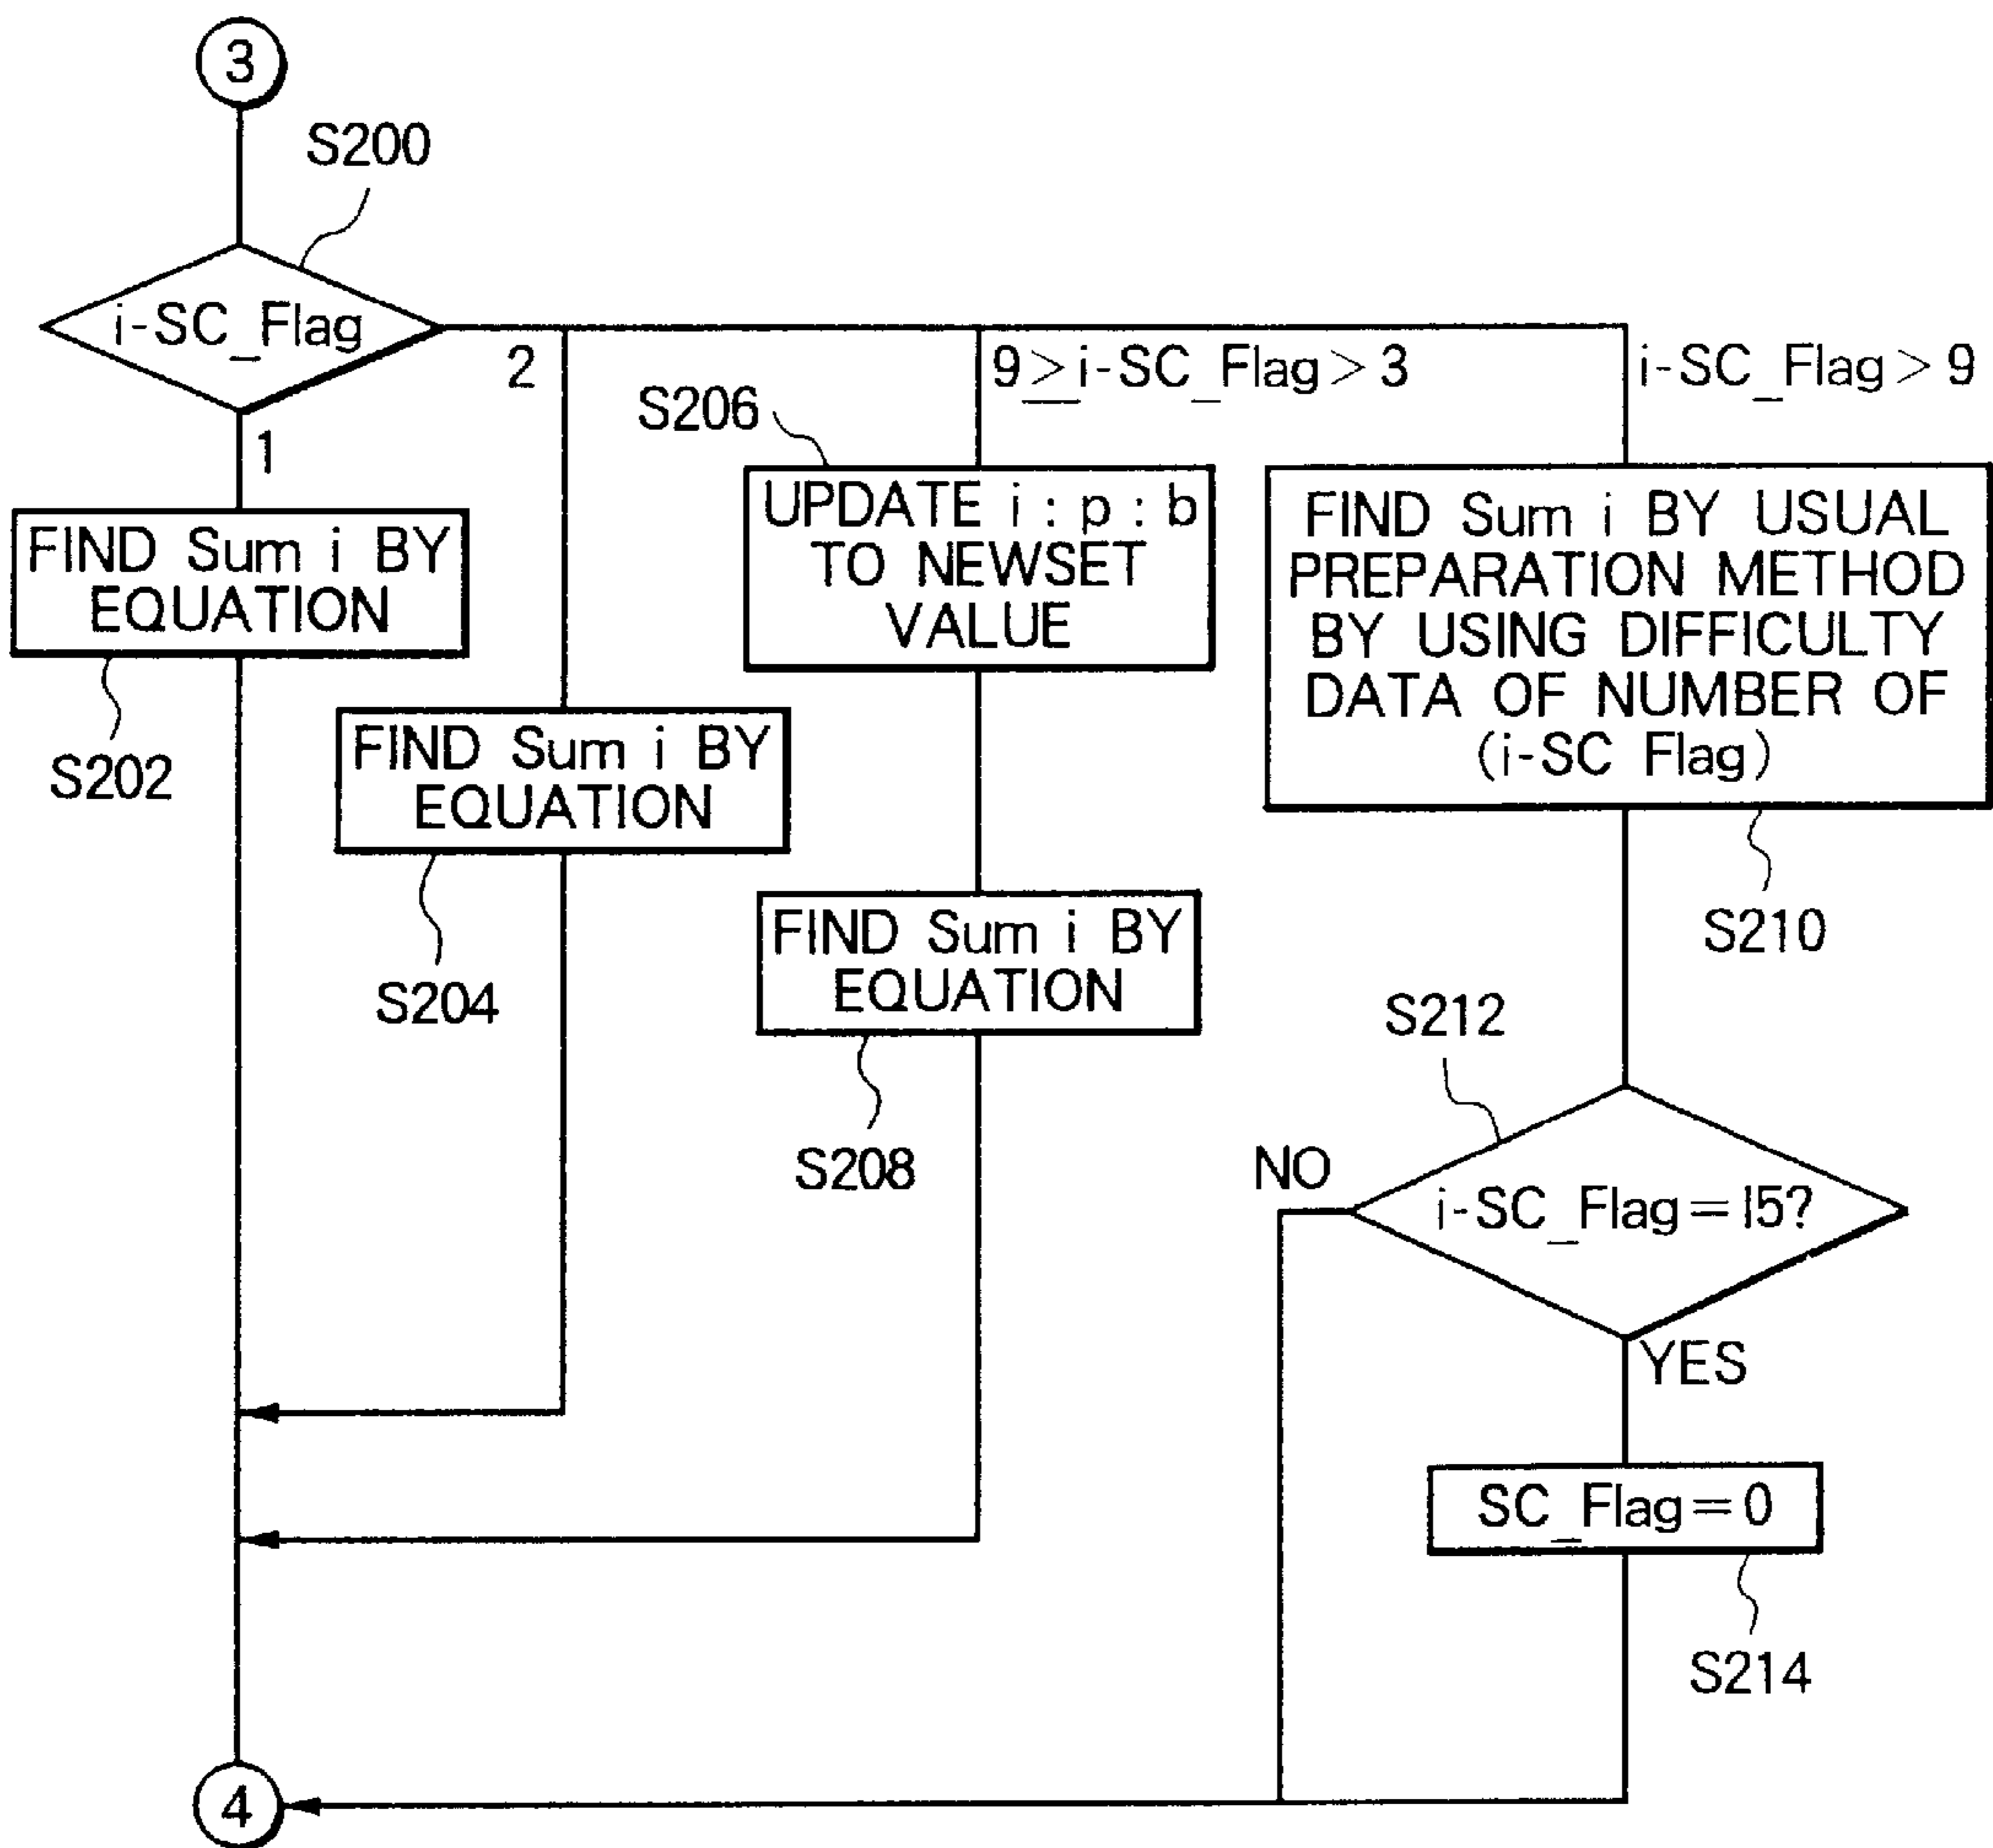 3
S200
i-SC_Flag
1
2
9≧i-SC_Flag>3
i-SC_Flag>9
FIND Sum i BY
EQUATION
S202
FIND Sum i BY
EQUATION
S204
S206
UPDATE i : p : b
TO NEWSET
VALUE
FIND Sum i BY
EQUATION
S208
FIND Sum i BY USUAL
PREPARATION METHOD
BY USING DIFFICULTY
DATA OF NUMBER OF
(i-SC Flag)
S210
S212
i-SC_Flag=15?
NO
YES
SC_Flag=0
S214
4